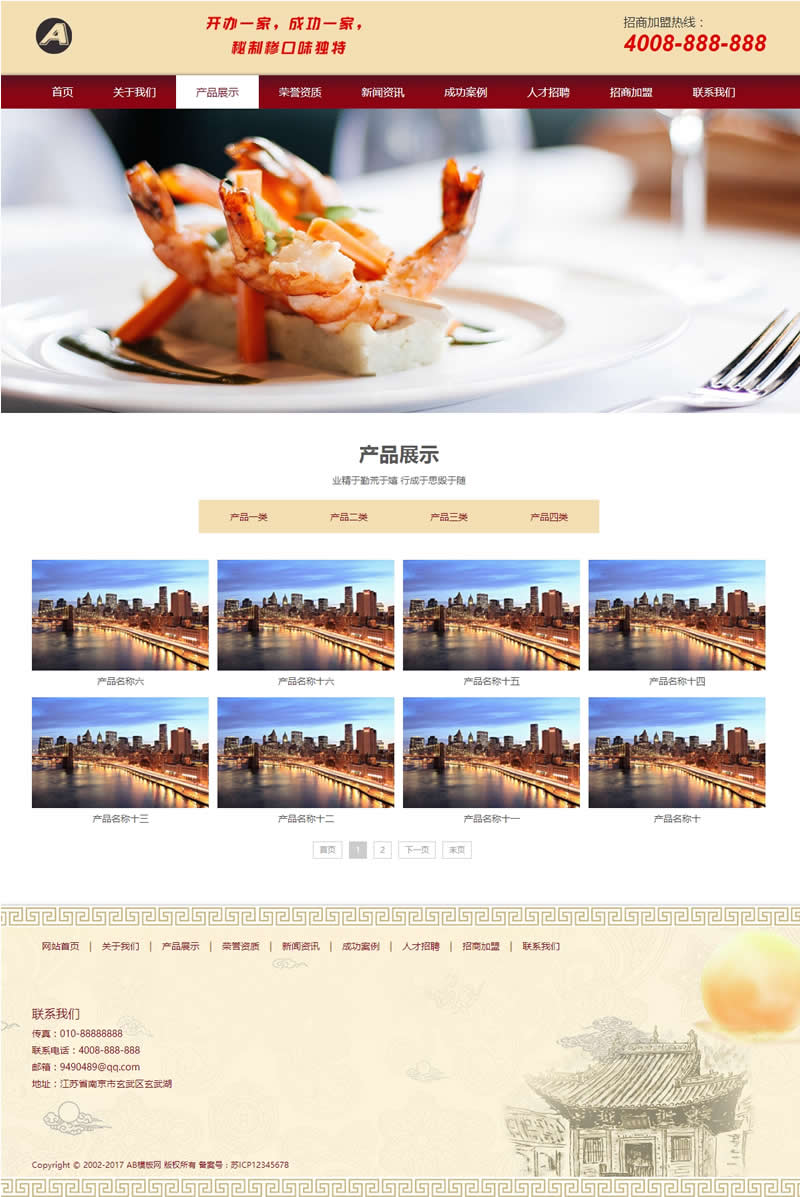 A
开办一家，成功一家，
秘制修口味独特
招商加盟热线：
4008-888-888
首页 关于我们 产品展示 荣誉资质 新闻资讯 成功案例 人才招聘 招商加盟 联系我们
产品展示
业精于勤荒于嬉 行成于思毁于随
产品一类 产品二类 产品三类 产品四类
产品名称六 产品名称十六 产品名称十五 产品名称十四
产品名称十三 产品名称十二 产品名称十一 产品名称十
首页 1 2 下一页 末页
网站首页 | 关于我们 | 产品展示 | 荣誉资质 | 新闻资讯 | 成功案例 | 人才招聘 | 招商加盟 | 联系我们
联系我们
传真：010-88888888
联系电话：4008-888-888
邮箱：9490489@qq.com
地址：江苏省南京市玄武区玄武湖
Copyright © 2002-2017 AB模板网 版权所有 备案号：苏ICP12345678